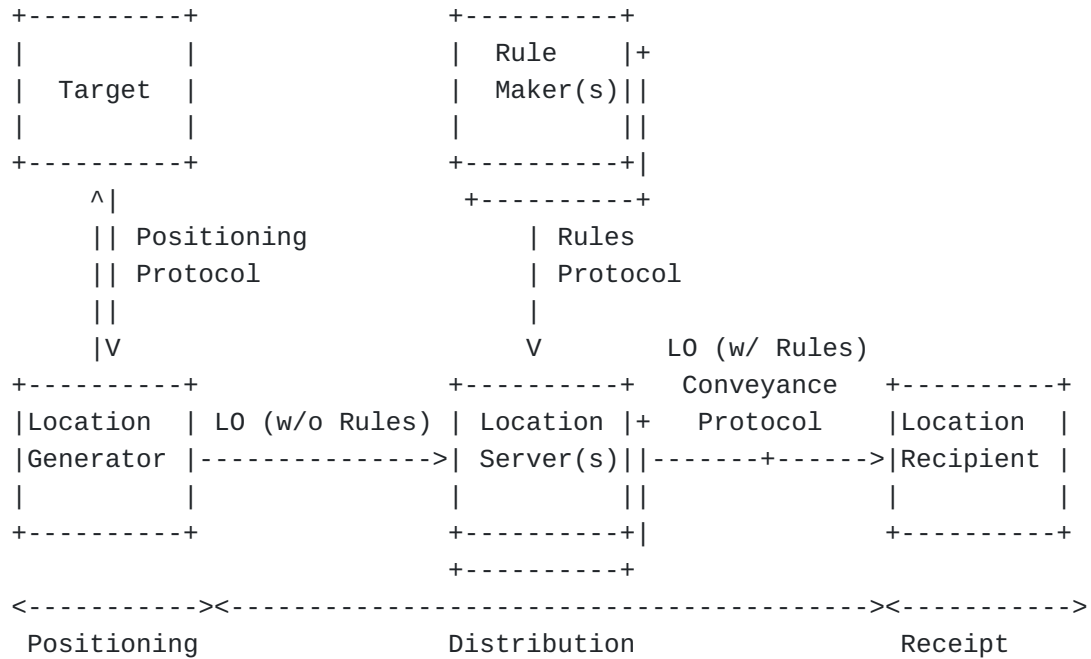 +----------+                +----------+
|          |                |  Rule    |+
|  Target  |                |  Maker(s)||
|          |                |          ||
+----------+                +----------+|
     ^|                      +----------+
     || Positioning              | Rules
     || Protocol                 | Protocol
     ||                          |
     |V                          V       LO (w/ Rules)
+----------+                +----------+  Conveyance   +----------+
|Location  | LO (w/o Rules) | Location |+   Protocol    |Location  |
|Generator |--------------->| Server(s)||-------+------>|Recipient |
|          |                |          ||               |          |
+----------+                +----------+|               +----------+
                            +----------+
<-----------><-----------------------------------------><----------->
 Positioning                Distribution                 Receipt